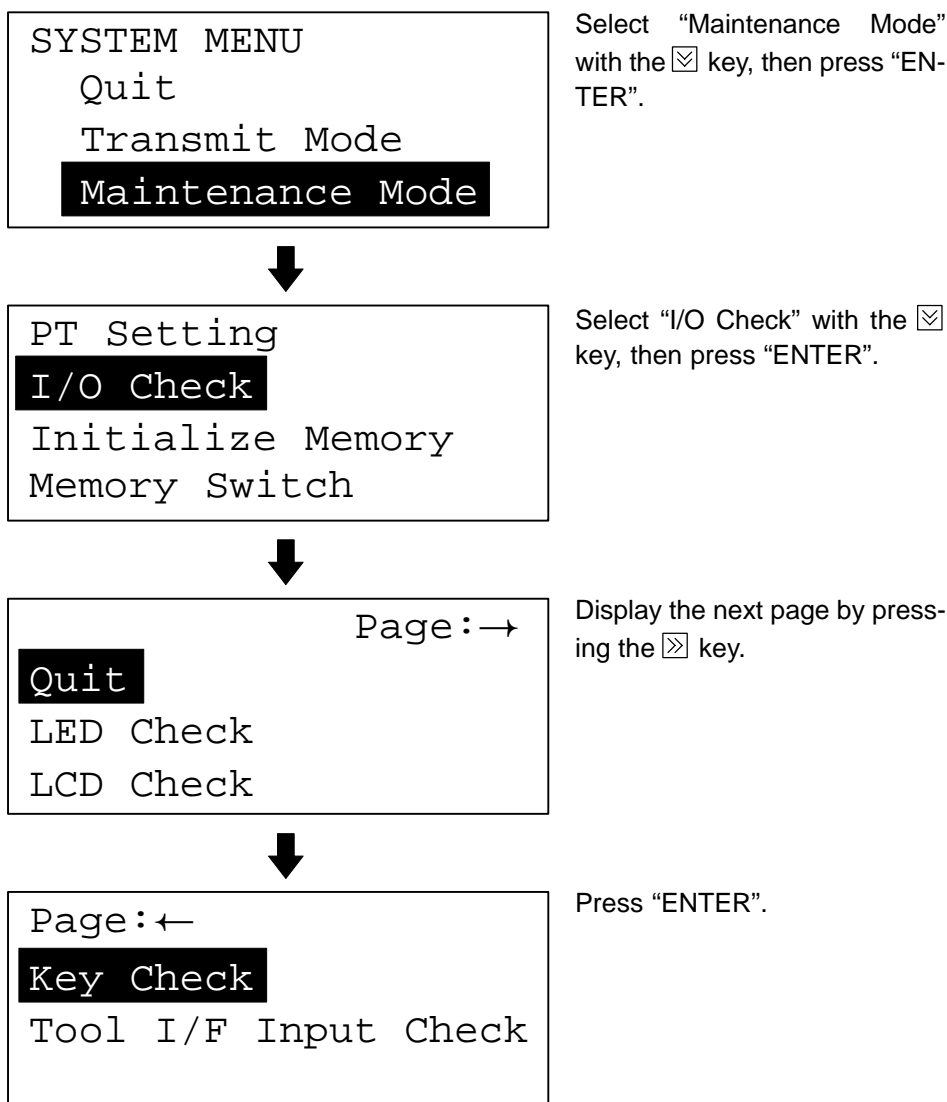 SYSTEM MENU
Quit
Transmit Mode
Maintenance Mode
Select “Maintenance Mode”
with the key, then press “EN-
TER”.
PT Setting
I/O Check
Initialize Memory
Memory Switch
Select “I/O Check” with the
key, then press “ENTER”.
Page:→
Quit
LED Check
LCD Check
Display the next page by press-
ing the key.
Page:←
Key Check
Tool I/F Input Check
Press “ENTER”.